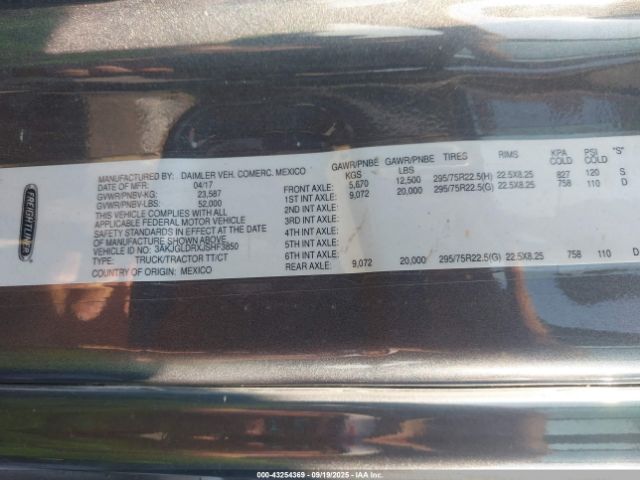 FREIGHTLINER
MANUFACTURED BY: DAIMLER VEH. COMERC. MEXICO
DATE OF MFR: 04/17
GVWR/PNBV-KG: 23,587
GVWR/PNBV-LBS: 52,000
THIS VEHICLE COMPLIES WITH ALL
APPLICABLE FEDERAL MOTOR VEHICLE
SAFETY STANDARDS IN EFFECT ON THE DATE
OF MANUFACTURE SHOWN ABOVE.
VEHICLE ID NO: 3AKJGLDRXJSHF3850
TYPE: TRUCK/TRACTOR TT/CT
COUNTRY OF ORIGIN: MEXICO
GAWR/PNBE KGS GAWR/PNBE LBS TIRES RIMS KPA COLD PSI COLD "S"
FRONT AXLE: 5,670 12,500 295/75R22.5(H) 22.5X8.25 827 120 S
1ST INT AXLE: 9,072 20,000 295/75R22.5(G) 22.5X8.25 758 110 D
2ND INT AXLE:
3RD INT AXLE:
4TH INT AXLE:
5TH INT AXLE:
6TH INT AXLE:
REAR AXLE: 9,072 20,000 295/75R22.5(G) 22.5X8.25 758 110 D
00-43254369 - 09/19/2025 - IAA Inc.